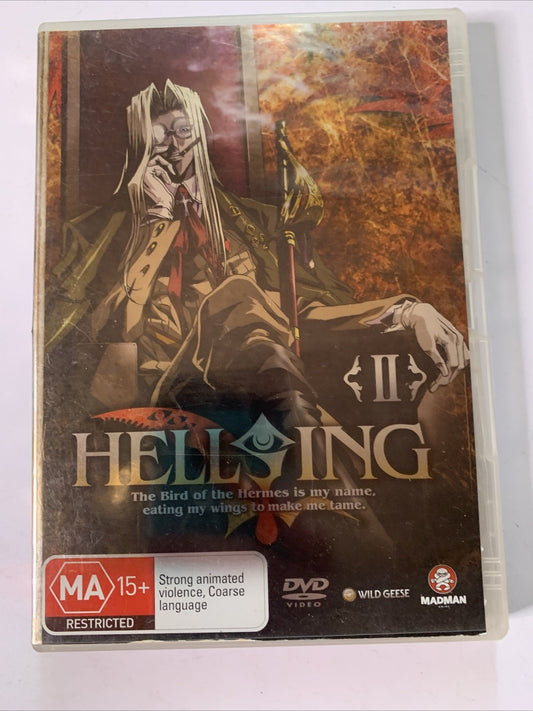 II
HELLSING
The Bird of the Hermes is my name,
eating my wings to make me tame.
MA 15+
RESTRICTED
Strong animated
violence, Coarse
language
DVD
VIDEO
WILD GEESE
MADMAN